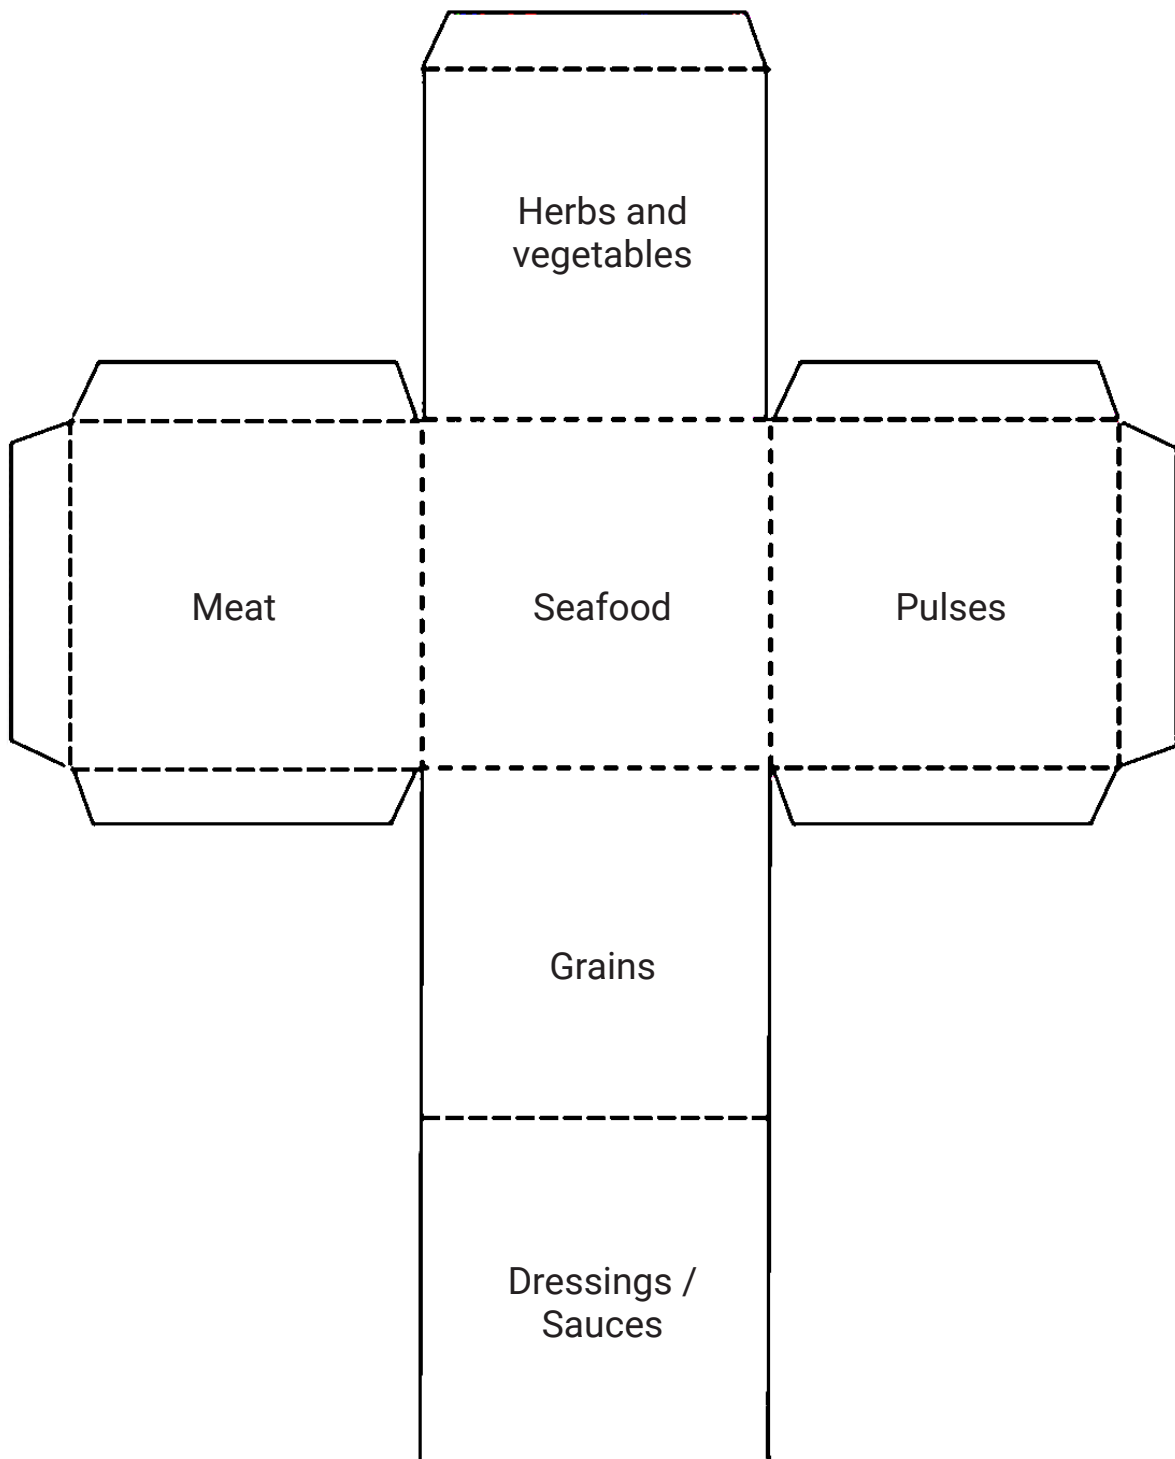 Herbs and
vegetables
Meat
Seafood
Pulses
Grains
Dressings /
Sauces